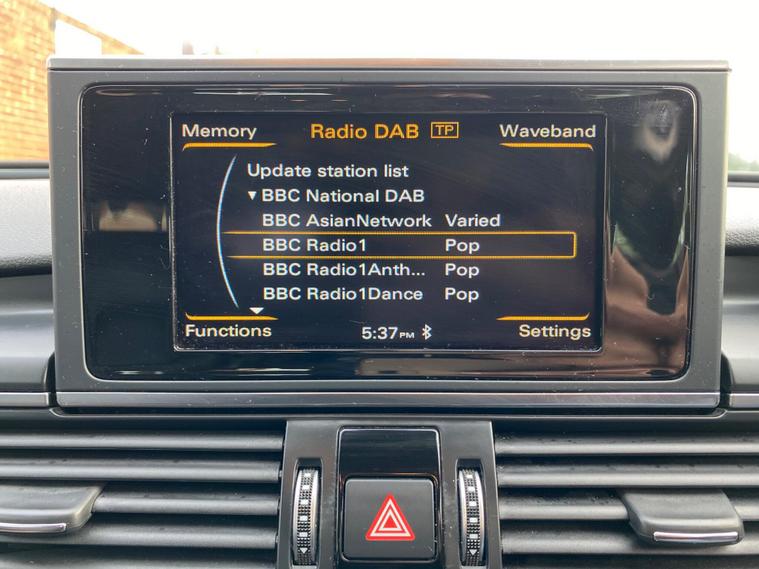 Memory Radio DAB TP Waveband
Update station list
▼ BBC National DAB
BBC AsianNetwork Varied
BBC Radio1 Pop
BBC Radio1Anth... Pop
BBC Radio1Dance Pop
Functions 5:37PM Settings